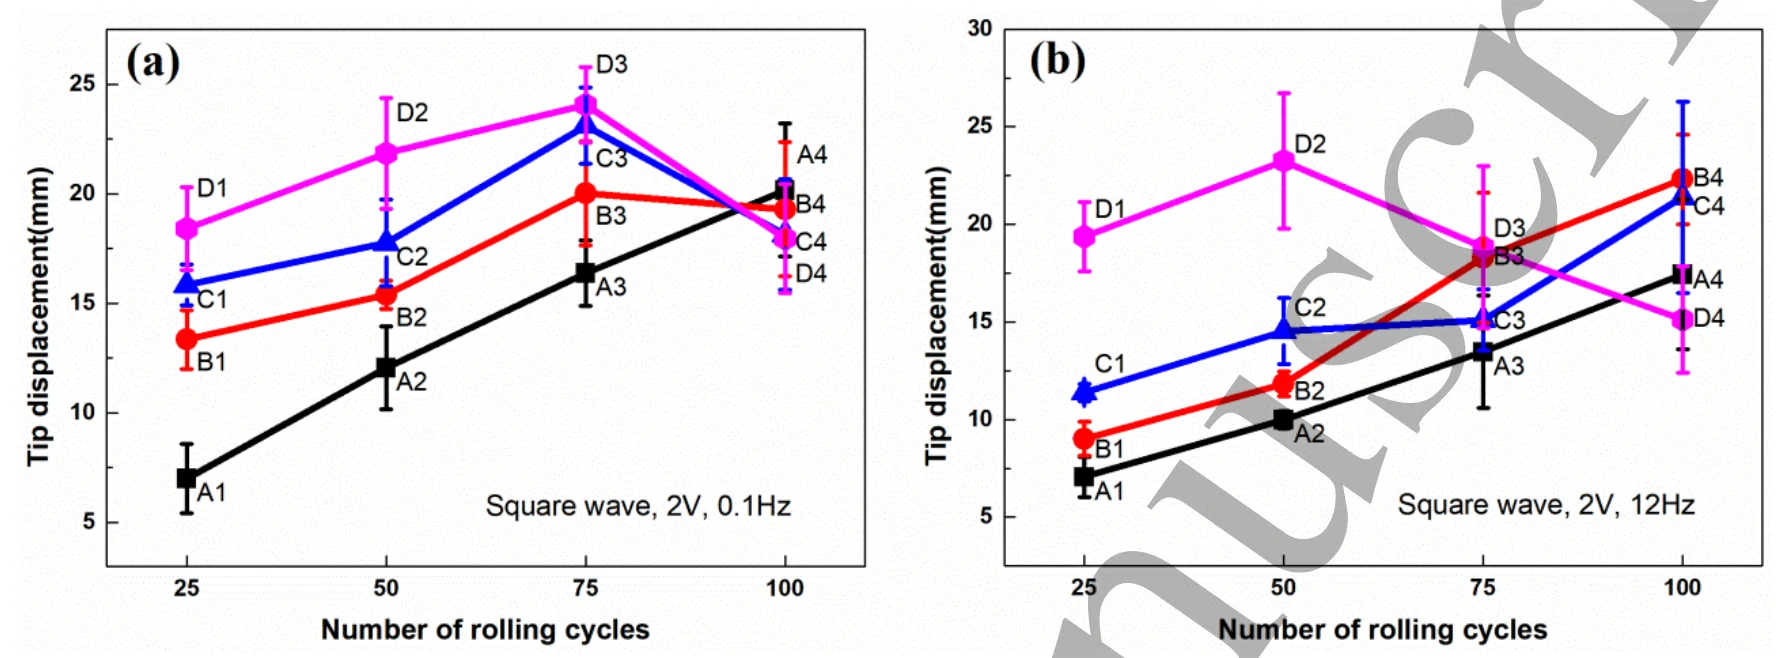 (a)
25
20
15
10
5
Tip displacement(mm)
D1
C1
B1
A1
D2
C2
B2
A2
D3
C3
B3
A3
A4
B4
C4
D4
Square wave, 2V, 0.1Hz
25 50 75 100
Number of rolling cycles
(b)
30
25
20
15
10
5
Tip displacement(mm)
D1
C1
B1
A1
D2
C2
B2
A2
D3
B3
C3
A3
B4
C4
A4
D4
Square wave, 2V, 12Hz
25 50 75 100
Number of rolling cycles
nuscri